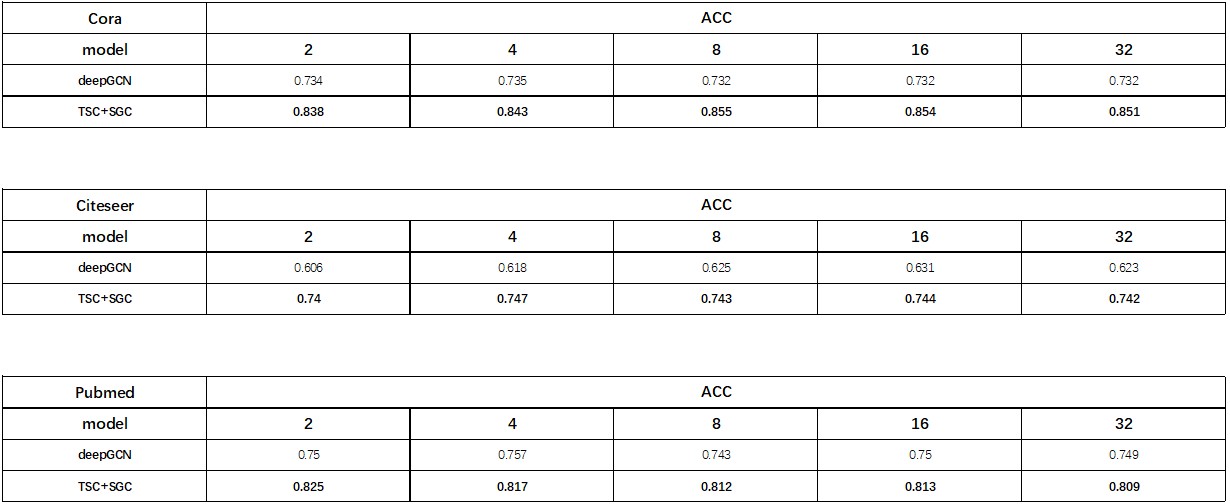 Cora ACC
model 2 4 8 16 32
deepGCN 0.734 0.735 0.732 0.732 0.732
TSC+SGC 0.838 0.843 0.855 0.854 0.851
Citeseer ACC
model 2 4 8 16 32
deepGCN 0.606 0.618 0.625 0.631 0.623
TSC+SGC 0.74 0.747 0.743 0.744 0.742
Pubmed ACC
model 2 4 8 16 32
deepGCN 0.75 0.757 0.743 0.75 0.749
TSC+SGC 0.825 0.817 0.812 0.813 0.809